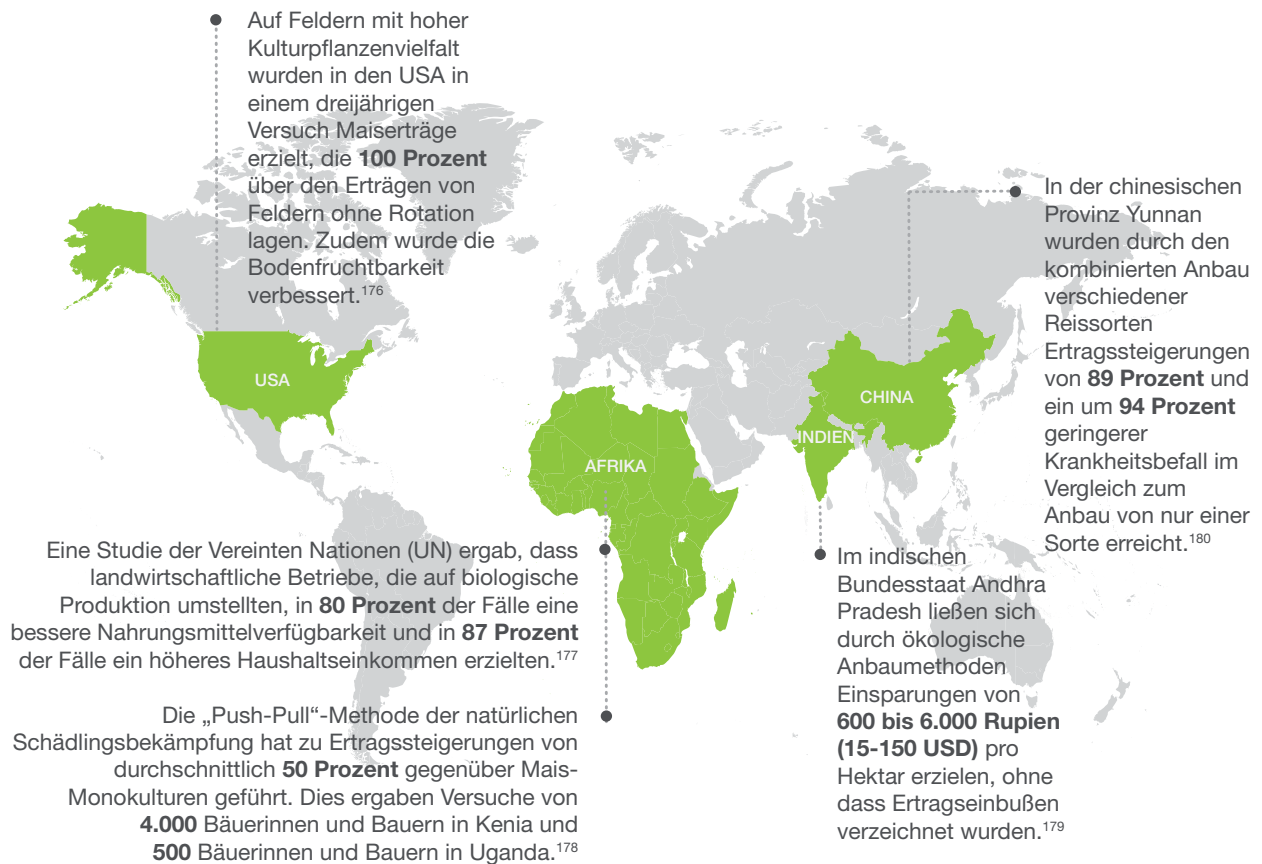 Auf Feldern mit hoher
Kulturpflanzenvielfalt
wurden in den USA in
einem dreijährigen
Versuch Maiserträge
erzielt, die 100 Prozent
über den Erträgen von
Feldern ohne Rotation
lagen. Zudem wurde die
Bodenfruchtbarkeit
verbessert.176
In der chinesischen
Provinz Yunnan
wurden durch den
kombinierten Anbau
verschiedener
Reissorten
Ertragssteigerungen
von 89 Prozent und
ein um 94 Prozent
geringerer
Krankheitsbefall im
Vergleich zum
Anbau von nur einer
Sorte erreicht.180
USA
CHINA
INDIEN
AFRIKA
Eine Studie der Vereinten Nationen (UN) ergab, dass
landwirtschaftliche Betriebe, die auf biologische
Produktion umstellten, in 80 Prozent der Fälle eine
bessere Nahrungsmittelverfügbarkeit und in 87 Prozent
der Fälle ein höheres Haushaltseinkommen erzielten.177
Die „Push-Pull“-Methode der natürlichen
Schädlingsbekämpfung hat zu Ertragssteigerungen von
durchschnittlich 50 Prozent gegenüber Mais-
Monokulturen geführt. Dies ergaben Versuche von
4.000 Bäuerinnen und Bauern in Kenia und
500 Bäuerinnen und Bauern in Uganda.178
Im indischen
Bundesstaat Andhra
Pradesh ließen sich
durch ökologische
Anbaumethoden
Einsparungen von
600 bis 6.000 Rupien
(15-150 USD) pro
Hektar erzielen, ohne
dass Ertragseinbußen
verzeichnet wurden.179